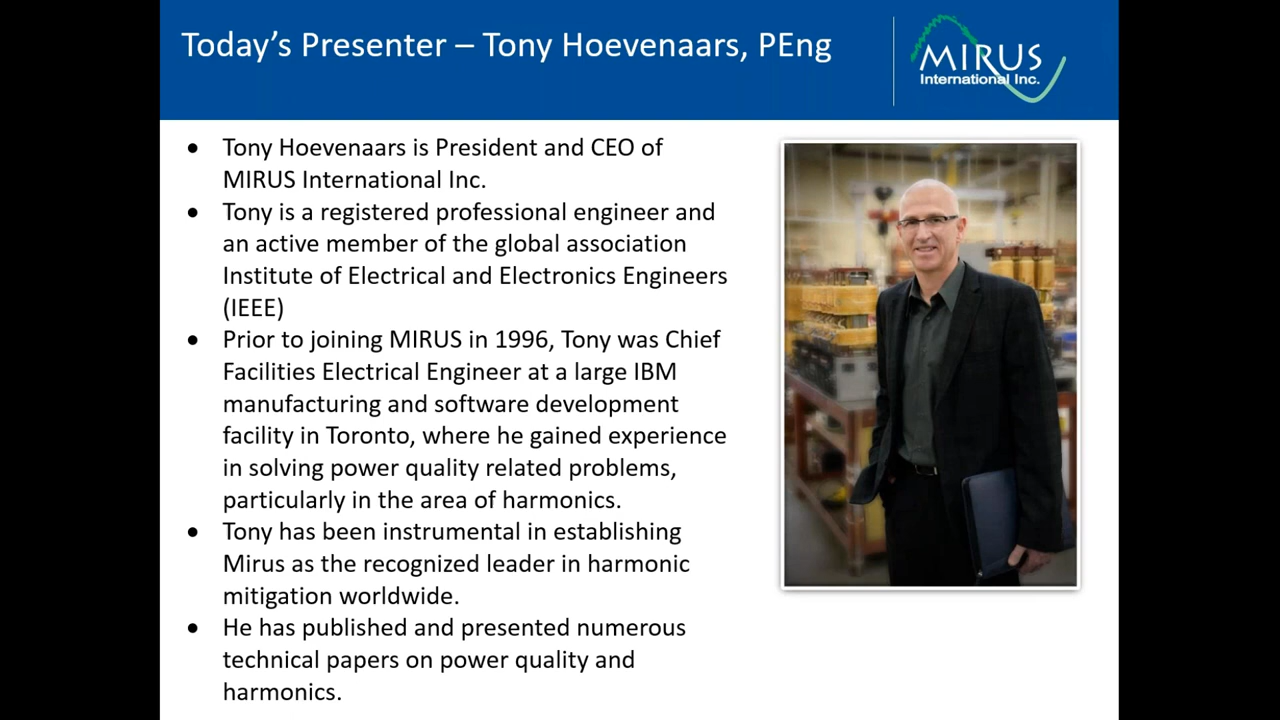 Today's Presenter – Tony Hoevenaars, PEng
MIRUS
International Inc.
• Tony Hoevenaars is President and CEO of
MIRUS International Inc.
• Tony is a registered professional engineer and
an active member of the global association
Institute of Electrical and Electronics Engineers
(IEEE)
• Prior to joining MIRUS in 1996, Tony was Chief
Facilities Electrical Engineer at a large IBM
manufacturing and software development
facility in Toronto, where he gained experience
in solving power quality related problems,
particularly in the area of harmonics.
• Tony has been instrumental in establishing
Mirus as the recognized leader in harmonic
mitigation worldwide.
• He has published and presented numerous
technical papers on power quality and
harmonics.